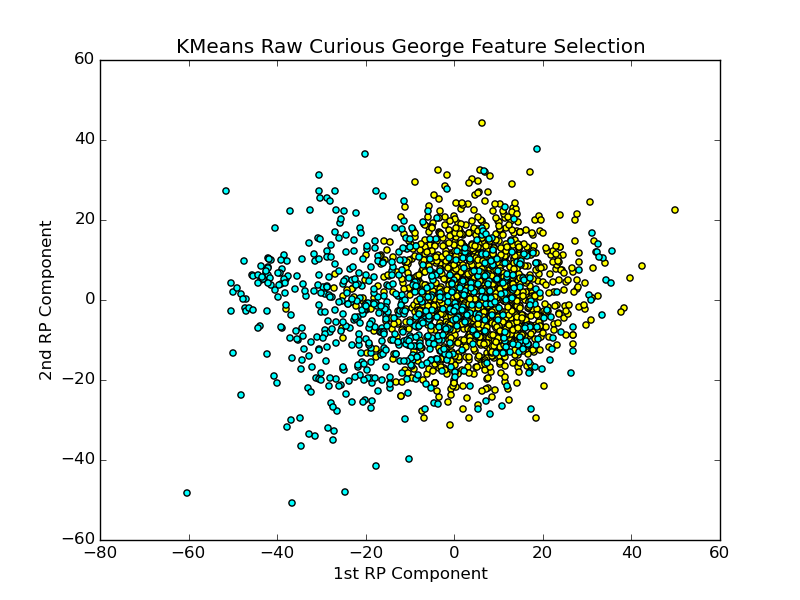 KMeans Raw Curious George Feature Selection
60
40
20
0
−20
−40
−60
−80 −60 −40 −20 0 20 40 60
1st RP Component
2nd RP Component